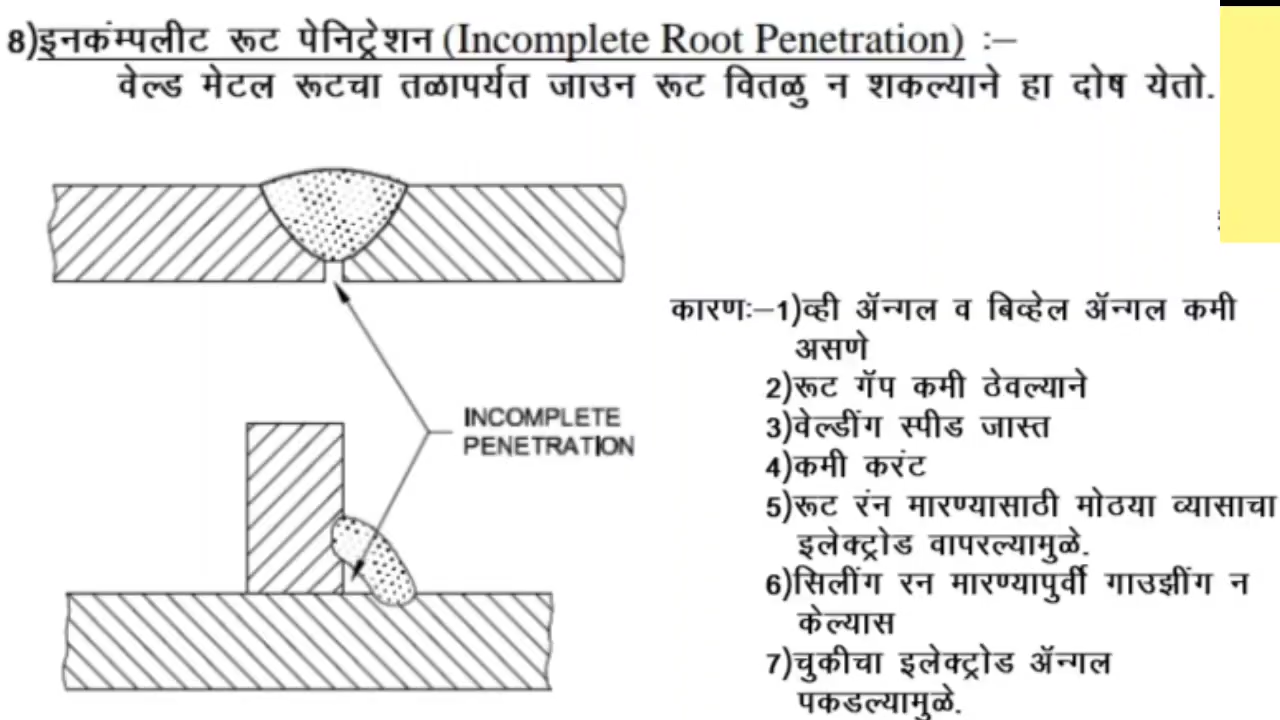 8)इनकंम्पलीट रूट पेनिट्रेशन (Incomplete Root Penetration) :–
वेल्ड मेटल रूटचा तळापर्यंत जाउन रूट वितळु न शकल्याने हा दोष येतो.
INCOMPLETE
PENETRATION
कारणः–1)व्ही ॲन्गल व बिव्हेल ॲन्गल कमी
असणे
2)रूट गॅप कमी ठेवल्याने
3)वेल्डींग स्पीड जास्त
4)कमी करंट
5)रूट रंन मारण्यासाठी मोठया व्यासाचा
इलेक्ट्रोड वापरल्यामुळे.
6)सिलींग रन मारण्यापुर्वी गाउझींग न
केल्यास
7)चुकीचा इलेक्ट्रोड ॲन्गल
पकडल्यामुळे.